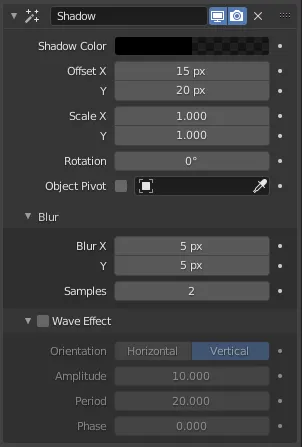 Shadow
Shadow Color
Offset X 15 px
Y 20 px
Scale X 1.000
Y 1.000
Rotation 0°
Object Pivot
Blur
Blur X 5 px
Y 5 px
Samples 2
Wave Effect
Orientation Horizontal Vertical
Amplitude 10.000
Period 20.000
Phase 0.000